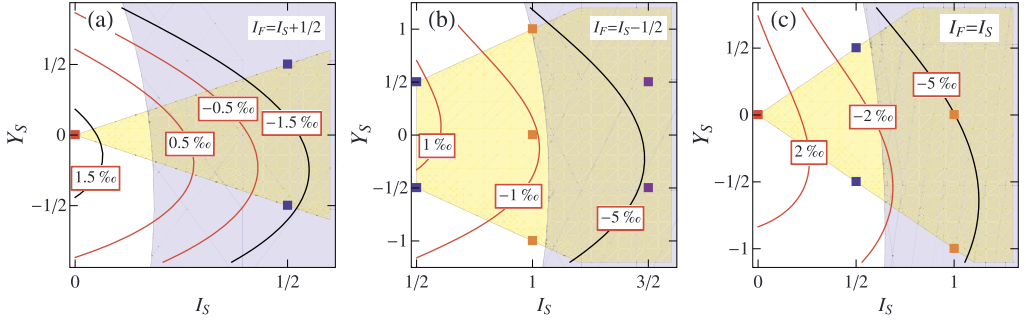 (a)
I_F=I_S+1/2
Y_S
1/2
0
−1/2
−0.5 ‰
−1.5 ‰
0.5 ‰
1.5 ‰
0
1/2
I_S
(b)
I_F=I_S−1/2
Y_S
1
1/2
0
−1/2
−1
1 ‰
−1 ‰
−5 ‰
1/2
1
3/2
I_S
(c)
I_F=I_S
Y_S
1/2
0
−1/2
−1
−5 ‰
−2 ‰
2 ‰
0
1/2
1
I_S